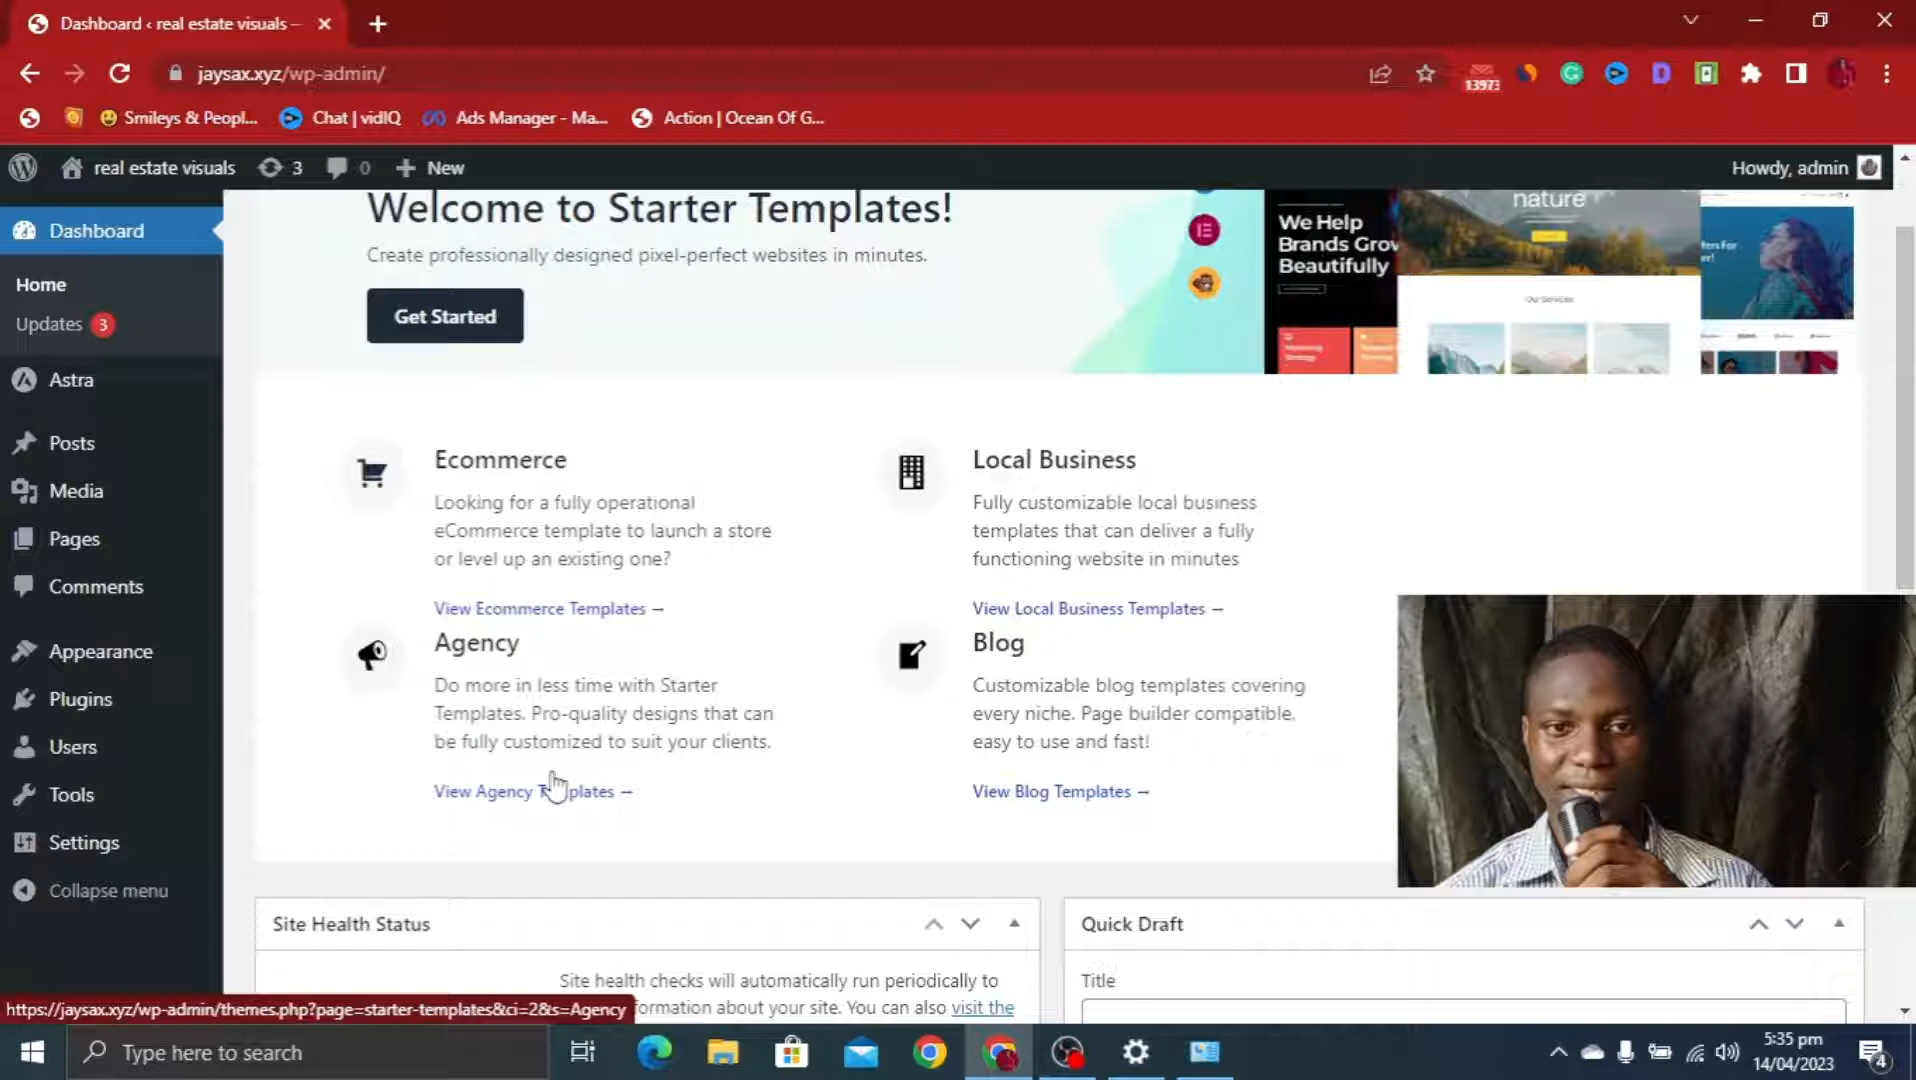 Dashboard ‹ real estate visuals —
jaysax.xyz/wp-admin/
13973
Smileys & Peopl...
Chat | vidIQ
Ads Manager - Ma...
Action | Ocean Of G...
real estate visuals
3
0
New
Howdy, admin
Dashboard
Home
Updates 3
Astra
Posts
Media
Pages
Comments
Appearance
Plugins
Users
Tools
Settings
Collapse menu
Welcome to Starter Templates!
Create professionally designed pixel-perfect websites in minutes.
Get Started
We Help
Brands Grov
Beautifully
nature
Our Services
Ecommerce
Looking for a fully operational
eCommerce template to launch a store
or level up an existing one?
View Ecommerce Templates →
Local Business
Fully customizable local business
templates that can deliver a fully
functioning website in minutes
View Local Business Templates →
Agency
Do more in less time with Starter
Templates. Pro-quality designs that can
be fully customized to suit your clients.
View Agency Templates →
Blog
Customizable blog templates covering
every niche. Page builder compatible,
easy to use and fast!
View Blog Templates →
Site Health Status
Site health checks will automatically run periodically to
formation about your site. You can also visit the
Quick Draft
Title
https://jaysax.xyz/wp-admin/themes.php?page=starter-templates&ci=2&s=Agency
Type here to search
5:35 pm
14/04/2023
4